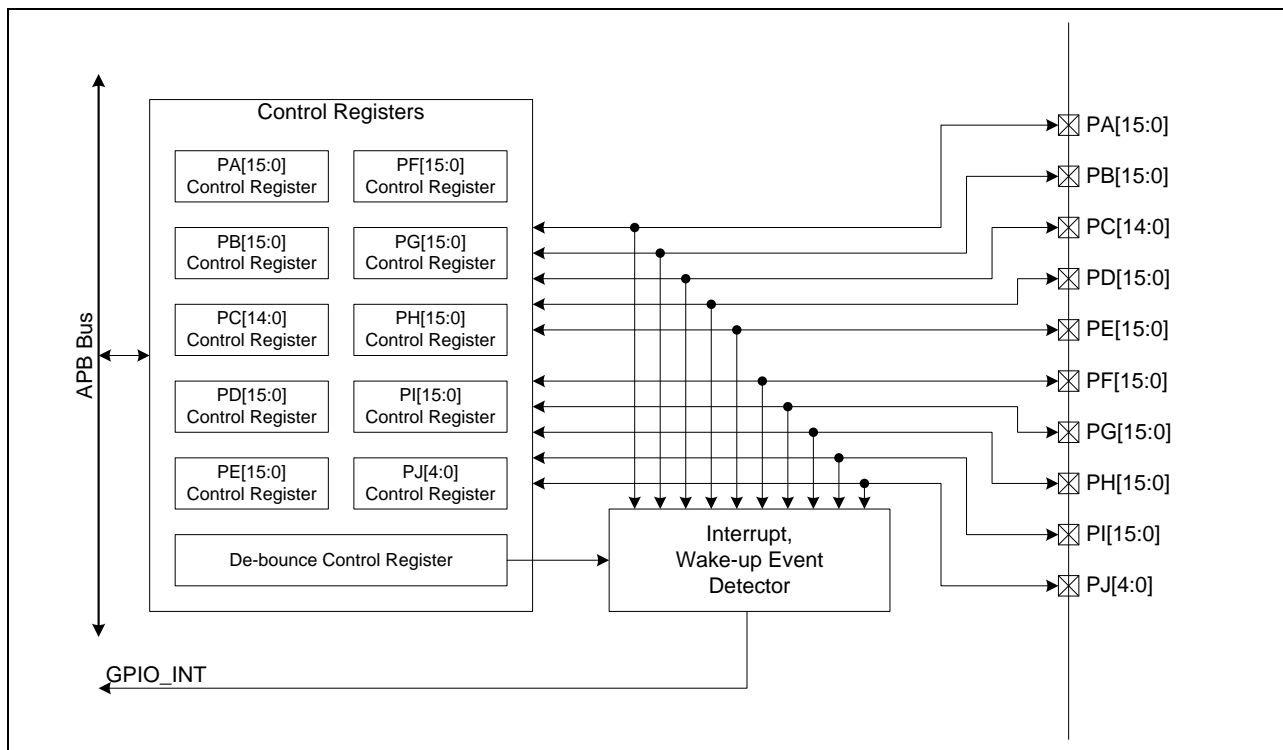 Control Registers
PA[15:0]
Control Register
PF[15:0]
Control Register
PB[15:0]
Control Register
PG[15:0]
Control Register
PC[14:0]
Control Register
PH[15:0]
Control Register
PD[15:0]
Control Register
PI[15:0]
Control Register
PE[15:0]
Control Register
PJ[4:0]
Control Register
De-bounce Control Register
APB Bus
GPIO_INT
Interrupt,
Wake-up Event
Detector
PA[15:0]
PB[15:0]
PC[14:0]
PD[15:0]
PE[15:0]
PF[15:0]
PG[15:0]
PH[15:0]
PI[15:0]
PJ[4:0]